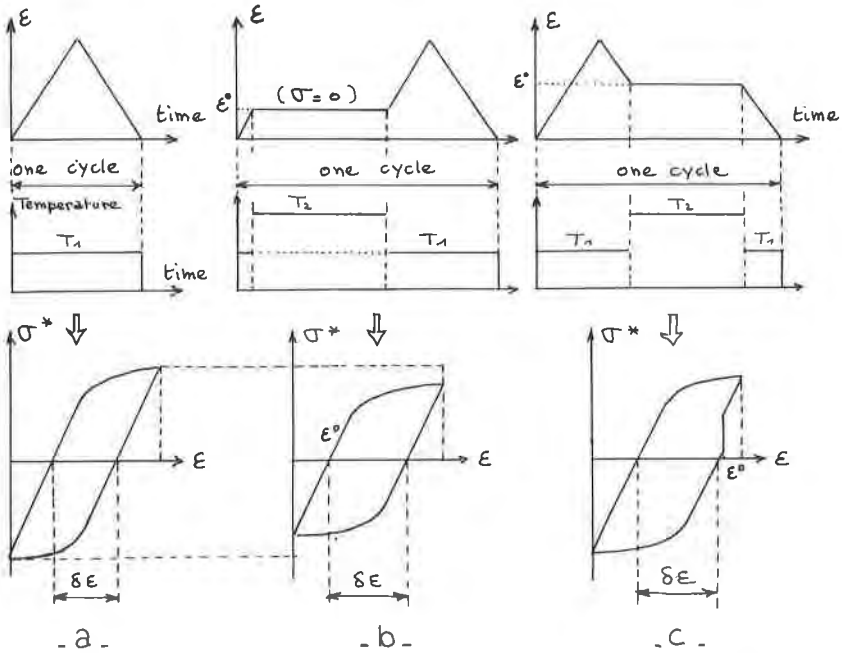 ε
time
one cycle
Temperature
T₁
time
σ*
ε
δε
_ a _
ε
ε°
(σ=0)
time
one cycle
T₂
T₁
σ*
ε°
ε
δε
_ b _
ε
ε°
time
one cycle
T₁
T₂
T₁
σ*
ε
ε°
δε
_ c _